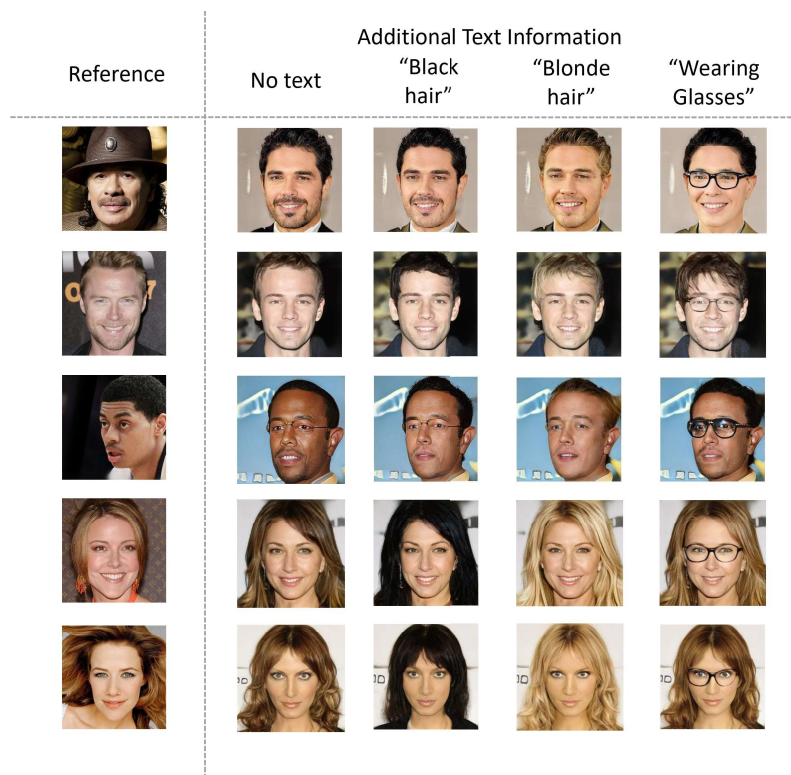 Additional Text Information
Reference
No text
“Black
hair”
“Blonde
hair”
“Wearing
Glasses”